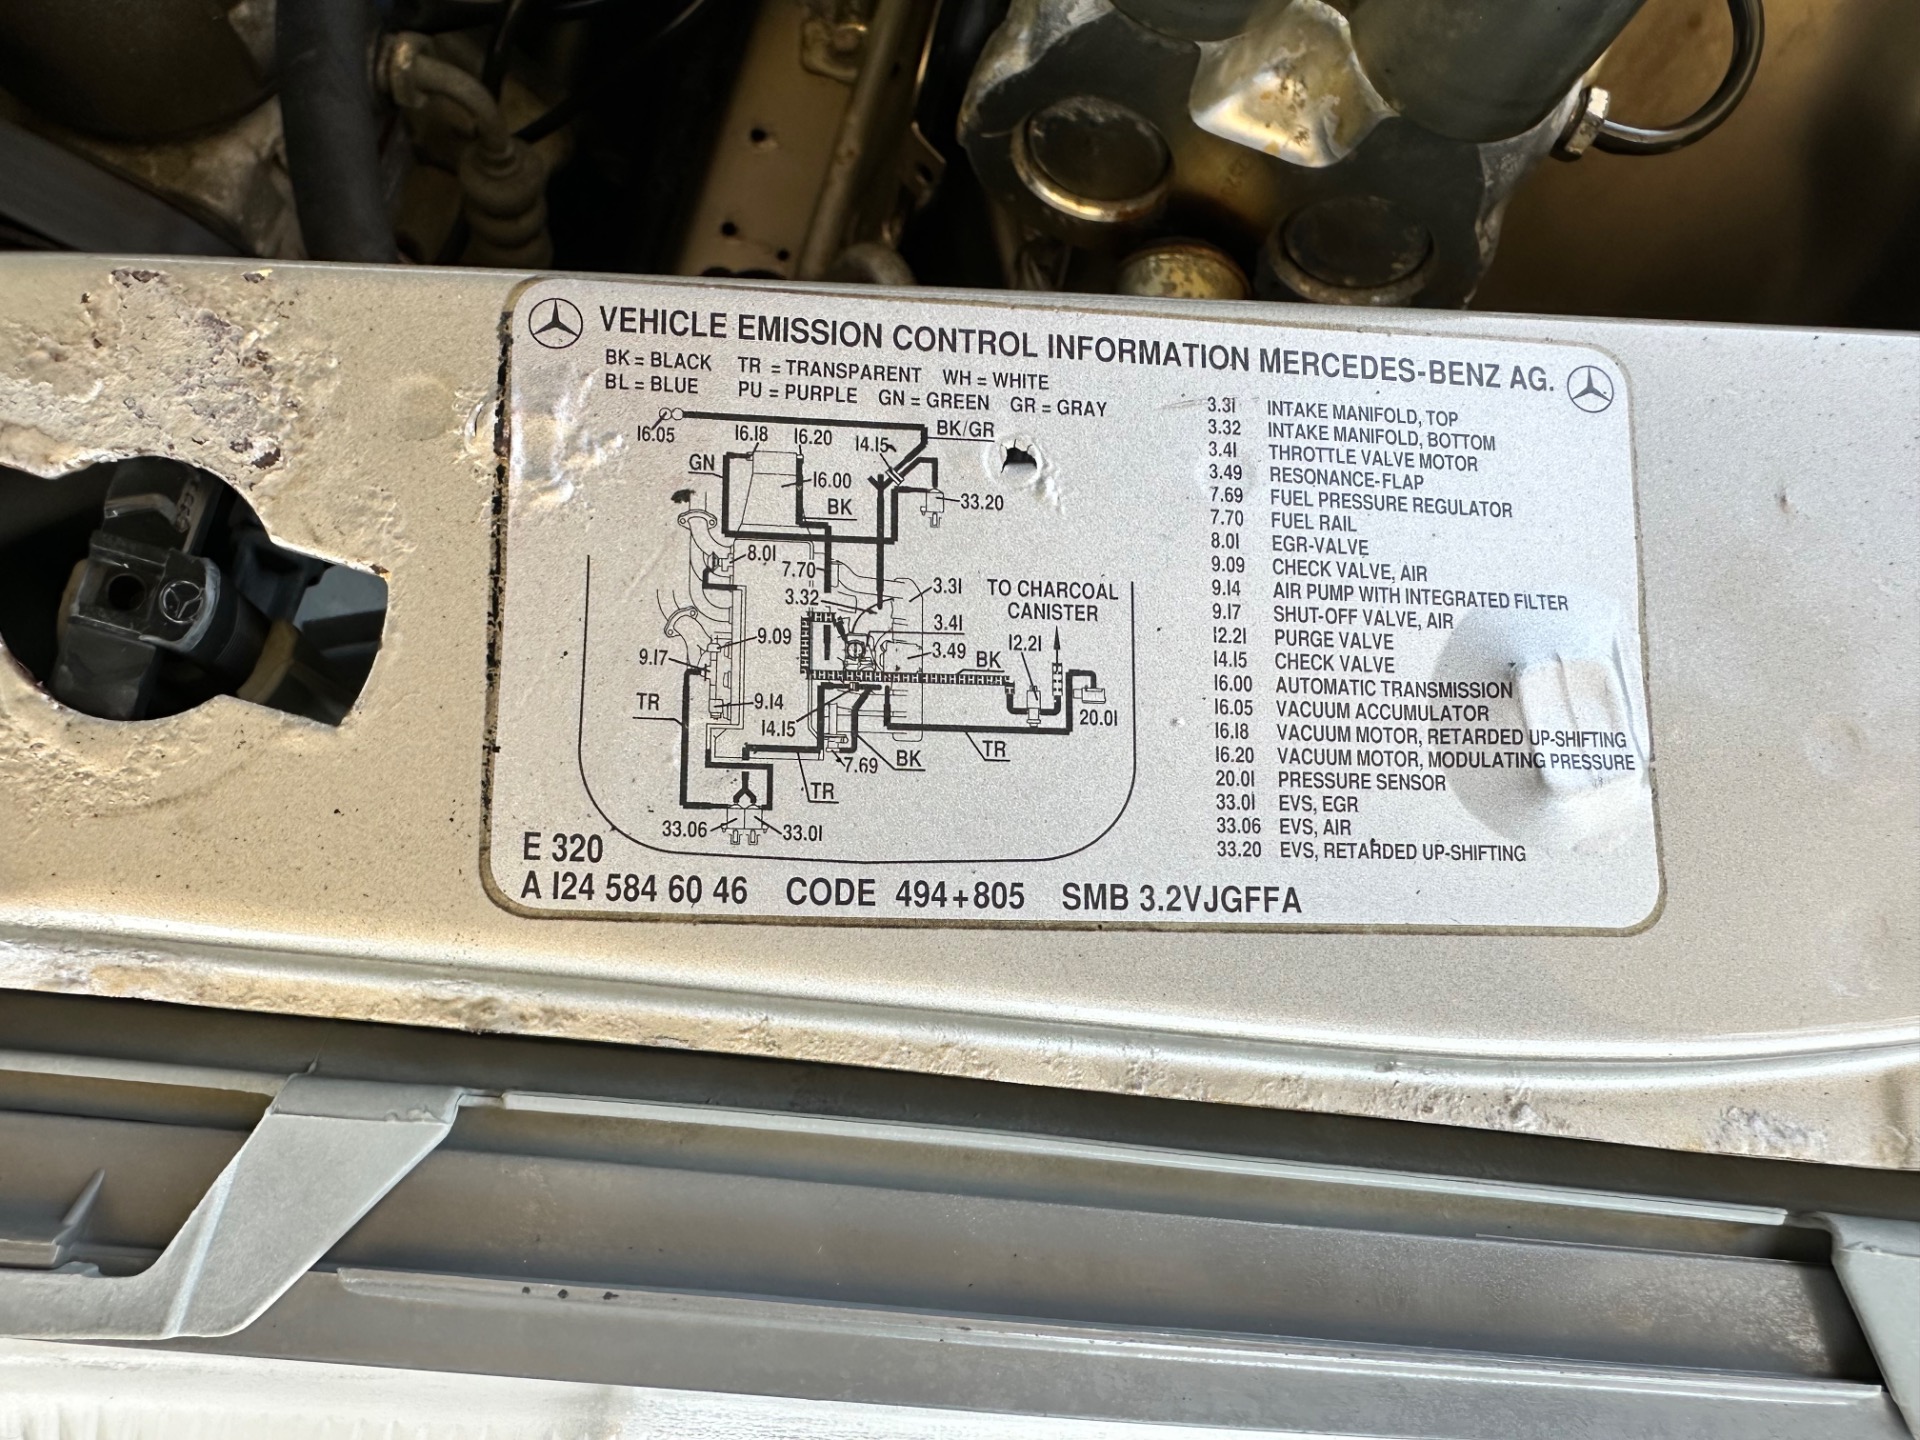 VEHICLE EMISSION CONTROL INFORMATION MERCEDES-BENZ AG.
BK = BLACK TR = TRANSPARENT WH = WHITE
BL = BLUE PU = PURPLE GN = GREEN GR = GRAY
16.05
16.18
16.20
14.15
BK/GR
GN
16.00
BK
33.20
8.01
7.70
3.32
3.31
TO CHARCOAL
CANISTER
3.41
9.09
9.17
3.49
BK
12.21
TR
9.14
14.15
20.01
7.69
BK
TR
TR
33.06
33.01
3.31 INTAKE MANIFOLD, TOP
3.32 INTAKE MANIFOLD, BOTTOM
3.41 THROTTLE VALVE MOTOR
3.49 RESONANCE-FLAP
7.69 FUEL PRESSURE REGULATOR
7.70 FUEL RAIL
8.01 EGR-VALVE
9.09 CHECK VALVE, AIR
9.14 AIR PUMP WITH INTEGRATED FILTER
9.17 SHUT-OFF VALVE, AIR
12.21 PURGE VALVE
14.15 CHECK VALVE
16.00 AUTOMATIC TRANSMISSION
16.05 VACUUM ACCUMULATOR
16.18 VACUUM MOTOR, RETARDED UP-SHIFTING
16.20 VACUUM MOTOR, MODULATING PRESSURE
20.01 PRESSURE SENSOR
33.01 EVS, EGR
33.06 EVS, AIR
33.20 EVS, RETARDED UP-SHIFTING
E 320
A 124 584 60 46 CODE 494+805 SMB 3.2VJGFFA